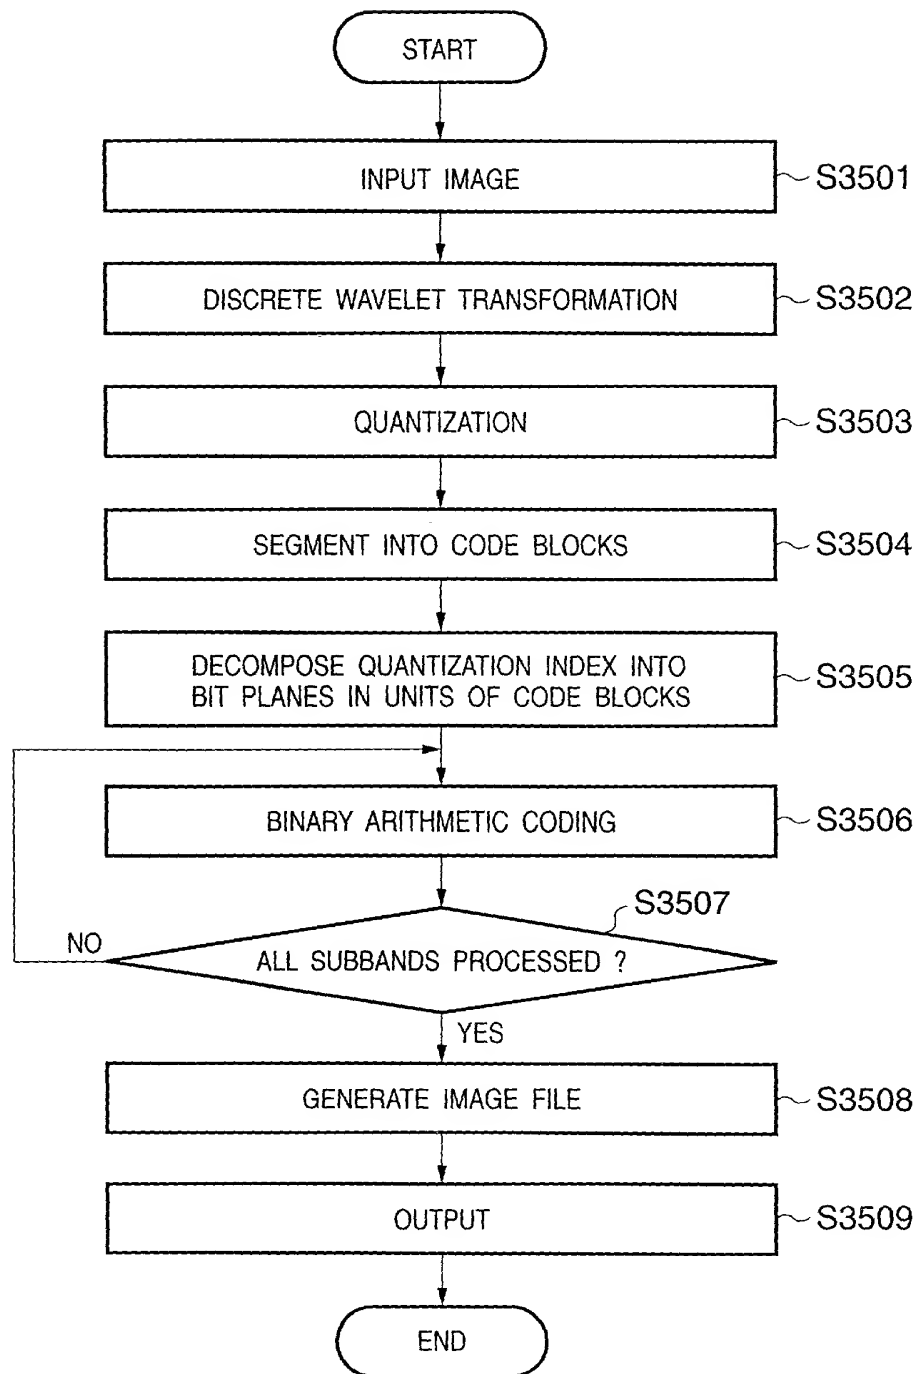 START
INPUT IMAGE
S3501
DISCRETE WAVELET TRANSFORMATION
S3502
QUANTIZATION
S3503
SEGMENT INTO CODE BLOCKS
S3504
DECOMPOSE QUANTIZATION INDEX INTO
BIT PLANES IN UNITS OF CODE BLOCKS
S3505
BINARY ARITHMETIC CODING
S3506
S3507
NO
ALL SUBBANDS PROCESSED ?
YES
GENERATE IMAGE FILE
S3508
OUTPUT
S3509
END